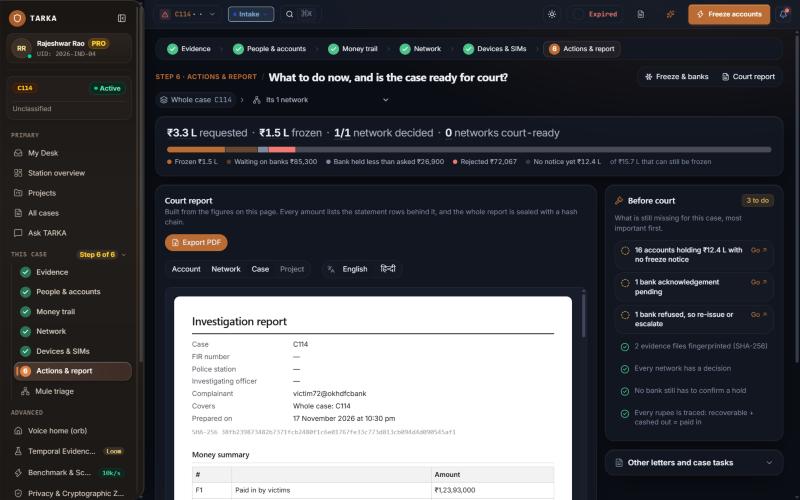 TARKA
C114 · ·
Intake
⌘K
Expired
Freeze accounts
RR
Rajeshwar Rao PRO
UID: 2026-IND-04
C114
Active
Unclassified
PRIMARY
My Desk
Station overview
Projects
All cases
Ask TARKA
THIS CASE
Step 6 of 6
Evidence
People & accounts
Money trail
Network
Devices & SIMs
6 Actions & report
Mule triage
ADVANCED
Voice home (orb)
Temporal Evidenc... Loom
Benchmark & Sc... 10k/s
Privacy & Cryptographic Z...
Evidence
People & accounts
Money trail
Network
Devices & SIMs
6 Actions & report
STEP 6 · ACTIONS & REPORT / What to do now, and is the case ready for court?
Freeze & banks
Court report
Whole case C114
Its 1 network
₹3.3 L requested · ₹1.5 L frozen · 1/1 network decided · 0 networks court-ready
Frozen ₹1.5 L
Waiting on banks ₹85,300
Bank held less than asked ₹26,900
Rejected ₹72,067
No notice yet ₹12.4 L
of ₹15.7 L that can still be frozen
Court report
Built from the figures on this page. Every amount lists the statement rows behind it, and the whole report is sealed with a hash
chain.
Export PDF
Account Network Case Project
English हिन्दी
Investigation report
Case C114
FIR number —
Police station —
Investigating officer —
Complainant victim72@okhdfcbank
Covers Whole case: C114
Prepared on 17 November 2026 at 10:30 pm
Money summary
# Amount
F1 Paid in by victims ₹1,23,93,000
Before court
3 to do
What is still missing for this case, most
important first.
16 accounts holding ₹12.4 L with
no freeze notice
Go
1 bank acknowledgement
pending
Go
1 bank refused, so re-issue or
escalate
Go
2 evidence files fingerprinted (SHA-256)
Every network has a decision
No bank still has to confirm a hold
Every rupee is traced: recoverable +
cashed out = paid in
Other letters and case tasks